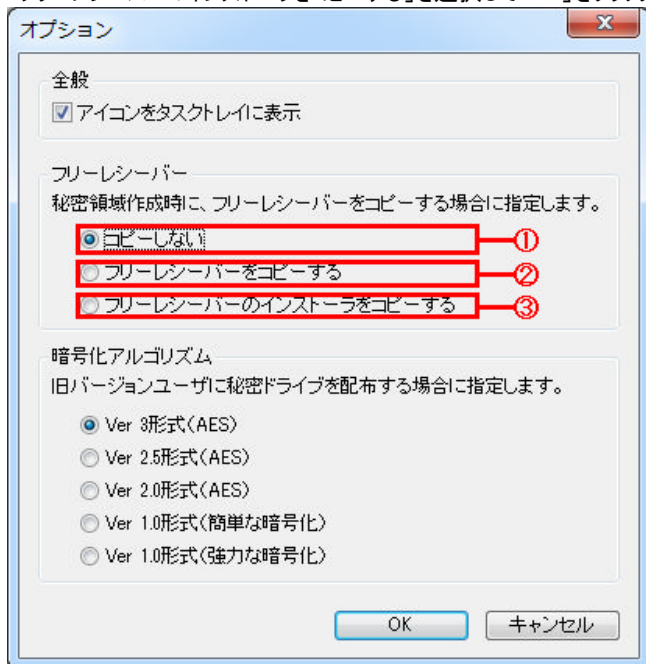 オプション
全般
アイコンをタスクトレイに表示
フリーレシーバー
秘密領域作成時に、フリーレシーバーをコピーする場合に指定します。
コピーしない ①
フリーレシーバーをコピーする ②
フリーレシーバーのインストーラをコピーする ③
暗号化アルゴリズム
旧バージョンユーザに秘密ドライブを配布する場合に指定します。
Ver 3形式(AES)
Ver 2.5形式(AES)
Ver 2.0形式(AES)
Ver 1.0形式(簡単な暗号化)
Ver 1.0形式(強力な暗号化)
OK キャンセル